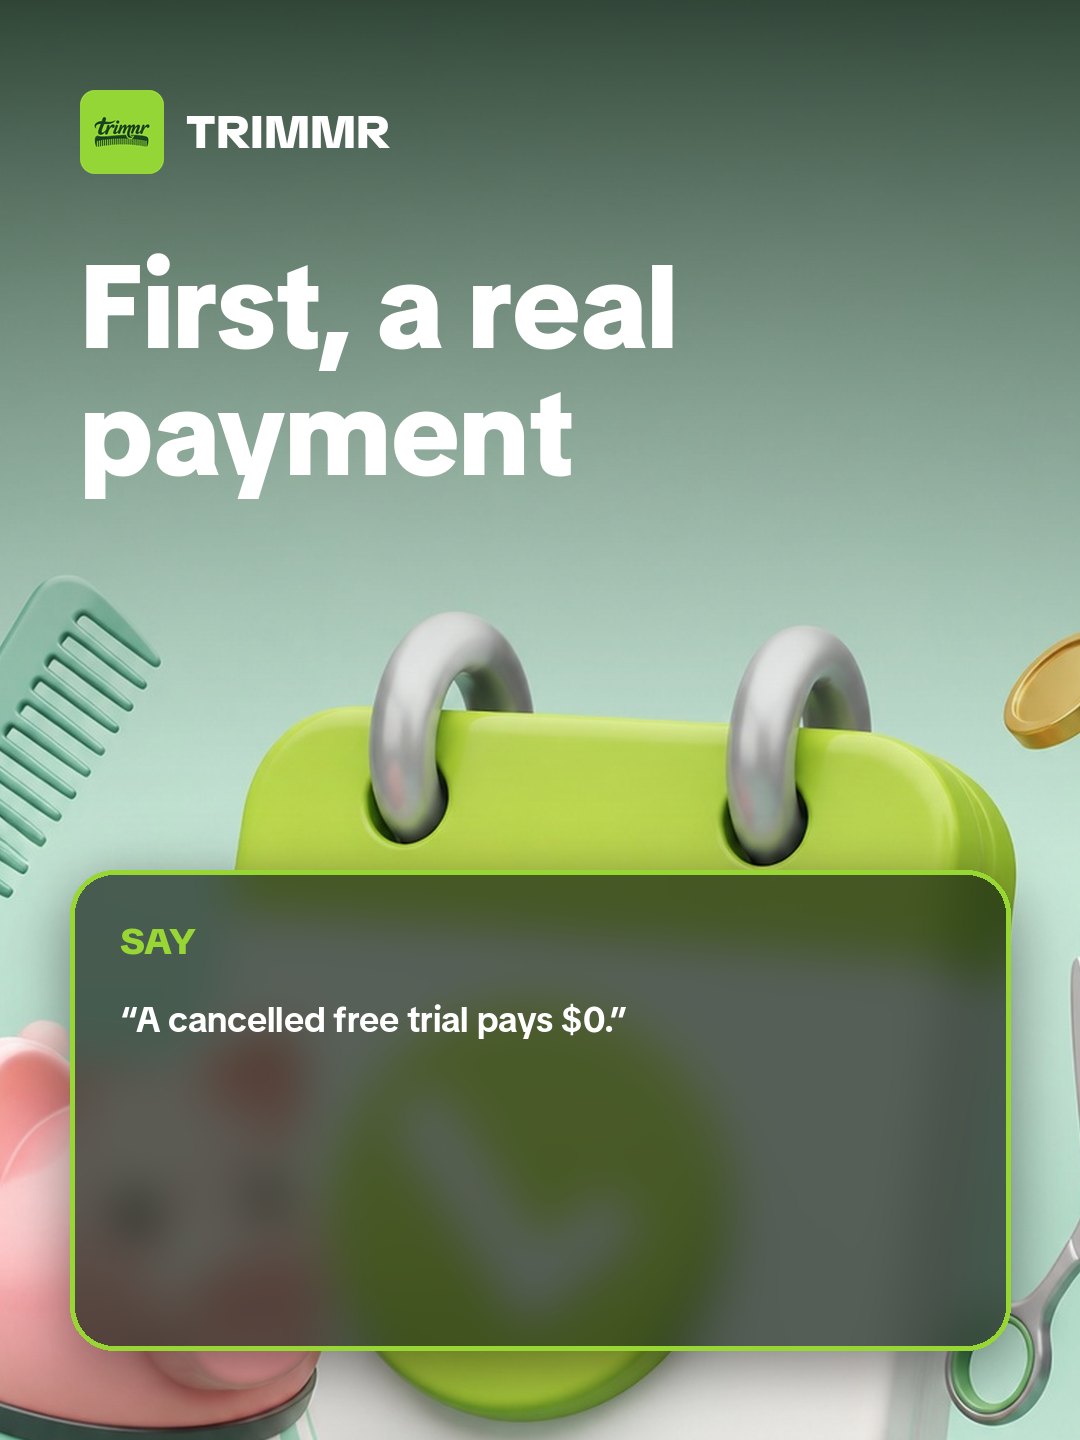 trimmr
TRIMMR
First, a real
payment
SAY
“A cancelled free trial pays $0.”